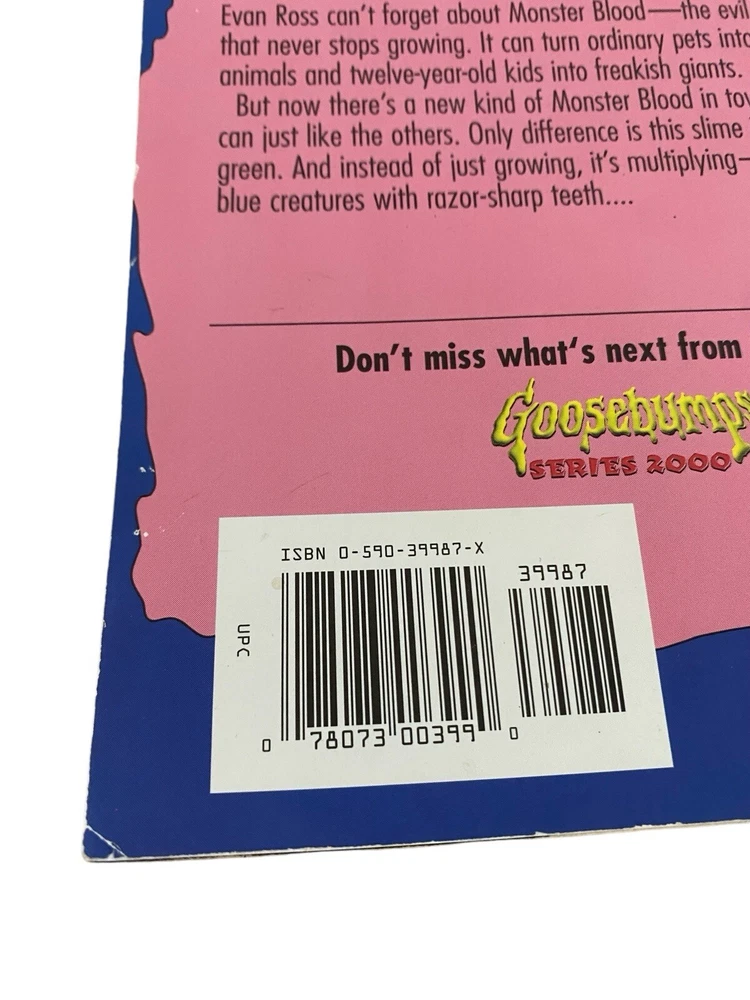 Evan Ross can't forget about Monster Blood—the evil
that never stops growing. It can turn ordinary pets into
animals and twelve-year-old kids into freakish giants.
But now there's a new kind of Monster Blood in
can just like the others. Only difference is this slime
green. And instead of just growing, it's multiplying—
blue creatures with razor-sharp teeth....
Don't miss what's next from
Goosebumps
SERIES 2000
ISBN 0-590-39987-X
39987
UPC
0 78073 00399 0